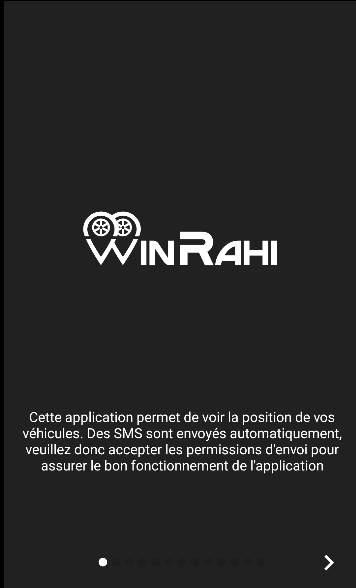 WINRAHI
Cette application permet de voir la position de vos
véhicules. Des SMS sont envoyés automatiquement,
veuillez donc accepter les permissions d'envoi pour
assurer le bon fonctionnement de l'application